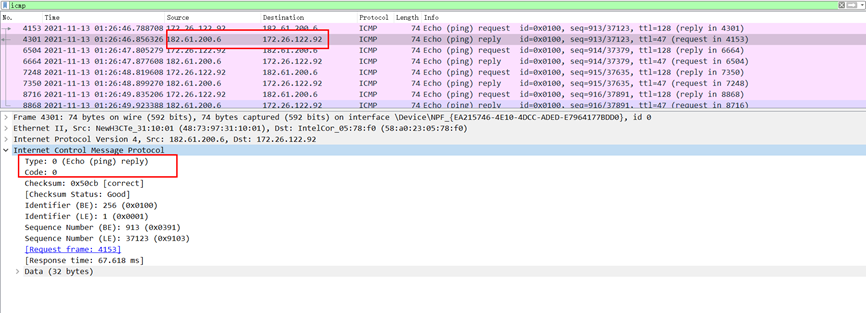 icmp
No. Time Source Destination Protocol Length Info
4153 2021-11-13 01:26:46.788708 172.26.122.92 182.61.200.6 ICMP 74 Echo (ping) request id=0x0100, seq=913/37123, ttl=128 (reply in 4301)
4301 2021-11-13 01:26:46.856326 182.61.200.6 172.26.122.92 ICMP 74 Echo (ping) reply id=0x0100, seq=913/37123, ttl=47 (request in 4153)
6504 2021-11-13 01:26:47.805279 172.26.122.92 182.61.200.6 ICMP 74 Echo (ping) request id=0x0100, seq=914/37379, ttl=128 (reply in 6664)
6664 2021-11-13 01:26:47.877608 182.61.200.6 172.26.122.92 ICMP 74 Echo (ping) reply id=0x0100, seq=914/37379, ttl=47 (request in 6504)
7248 2021-11-13 01:26:48.819608 172.26.122.92 182.61.200.6 ICMP 74 Echo (ping) request id=0x0100, seq=915/37635, ttl=128 (reply in 7350)
7350 2021-11-13 01:26:48.899270 182.61.200.6 172.26.122.92 ICMP 74 Echo (ping) reply id=0x0100, seq=915/37635, ttl=47 (request in 7248)
8716 2021-11-13 01:26:49.835206 172.26.122.92 182.61.200.6 ICMP 74 Echo (ping) request id=0x0100, seq=916/37891, ttl=128 (reply in 8868)
8868 2021-11-13 01:26:49.923388 182.61.200.6 172.26.122.92 ICMP 74 Echo (ping) reply id=0x0100, seq=916/37891, ttl=47 (request in 8716)
Frame 4301: 74 bytes on wire (592 bits), 74 bytes captured (592 bits) on interface \Device\NPF_{EA215746-4E10-4DCC-ADED-E7964177BDD0}, id 0
Ethernet II, Src: NewH3CTe_31:10:01 (48:73:97:31:10:01), Dst: IntelCor_05:78:f0 (58:a0:23:05:78:f0)
Internet Protocol Version 4, Src: 182.61.200.6, Dst: 172.26.122.92
Internet Control Message Protocol
Type: 0 (Echo (ping) reply)
Code: 0
Checksum: 0x50cb [correct]
[Checksum Status: Good]
Identifier (BE): 256 (0x0100)
Identifier (LE): 1 (0x0001)
Sequence Number (BE): 913 (0x0391)
Sequence Number (LE): 37123 (0x9103)
[Request frame: 4153]
[Response time: 67.618 ms]
Data (32 bytes)